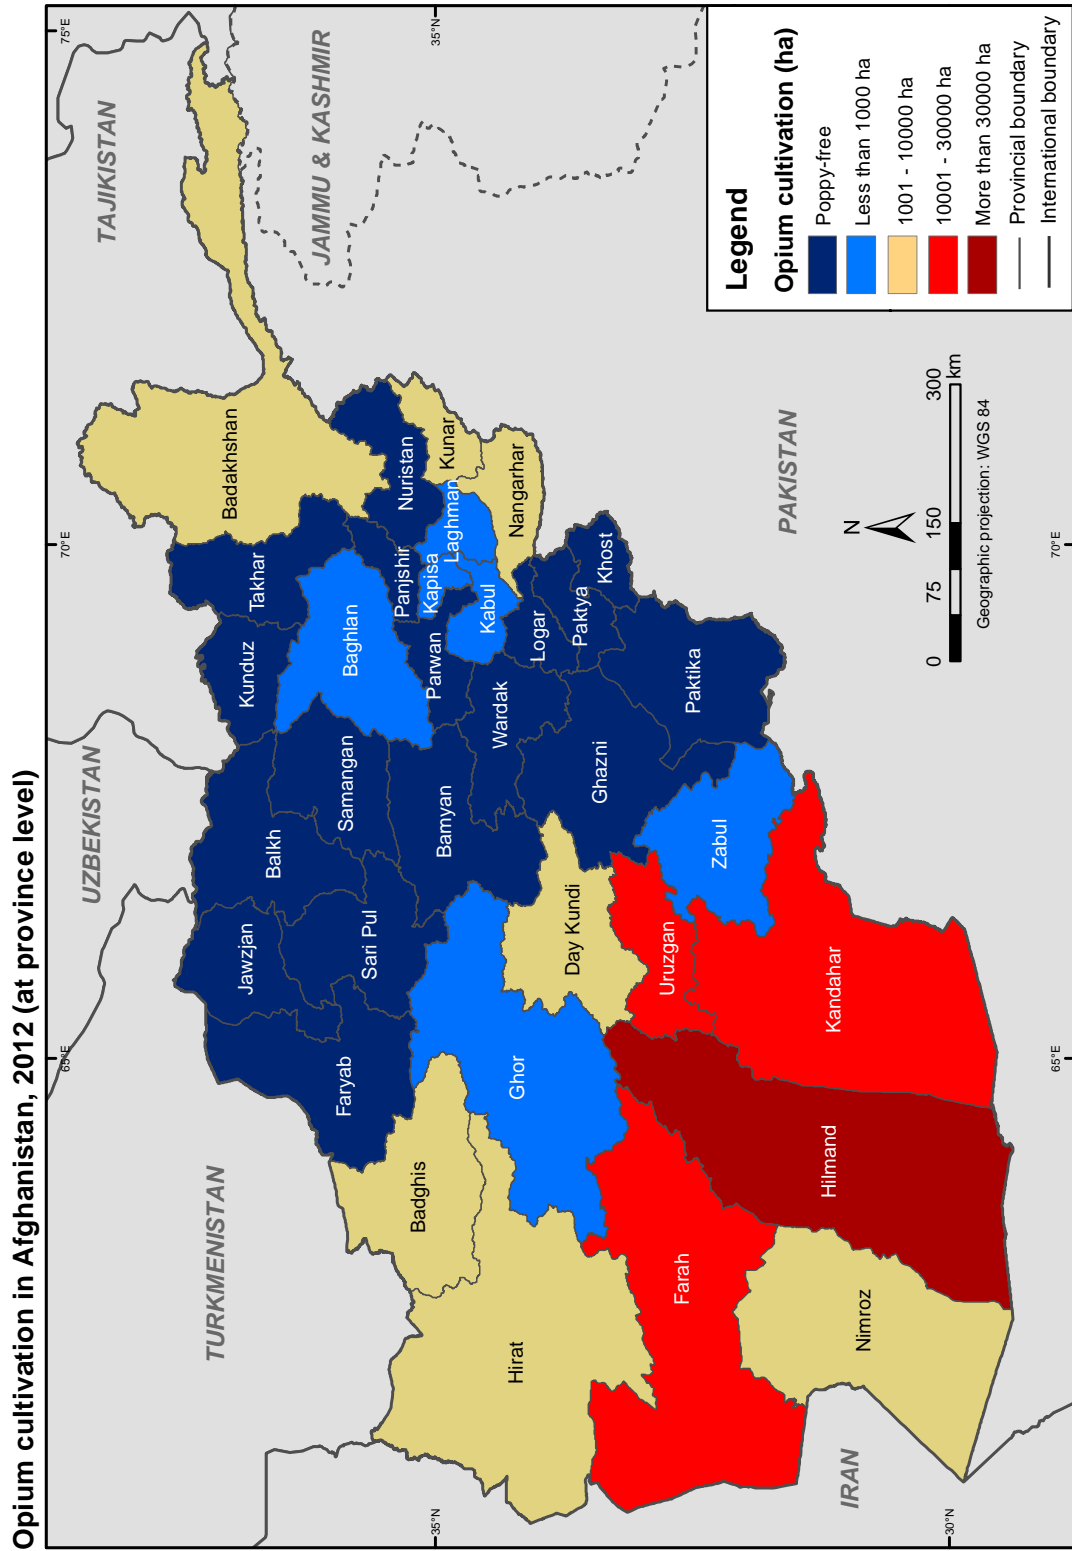 Opium cultivation in Afghanistan, 2012 (at province level)
65°E
70°E
75°E
UZBEKISTAN
TAJIKISTAN
TURKMENISTAN
JAMMU & KASHMIR
35°N
35°N
Badakhshan
Takhar
Kunduz
Jawzjan
Balkh
Faryab
Sari Pul
Samangan
Baghlan
Panjshir
Nuristan
Badghis
Bamyan
Parwan
Kapisa
Laghman
Kunar
Hirat
Ghor
Wardak
Kabul
Nangarhar
Logar
Day Kundi
Ghazni
Paktya
Khost
Uruzgan
Paktika
Farah
Zabul
Hilmand
Kandahar
Nimroz
IRAN
PAKISTAN
30°N
N
0 75 150 300
km
Geographic projection: WGS 84
Legend
Opium cultivation (ha)
Poppy-free
Less than 1000 ha
1001 - 10000 ha
10001 - 30000 ha
More than 30000 ha
Provincial boundary
International boundary
65°E
70°E